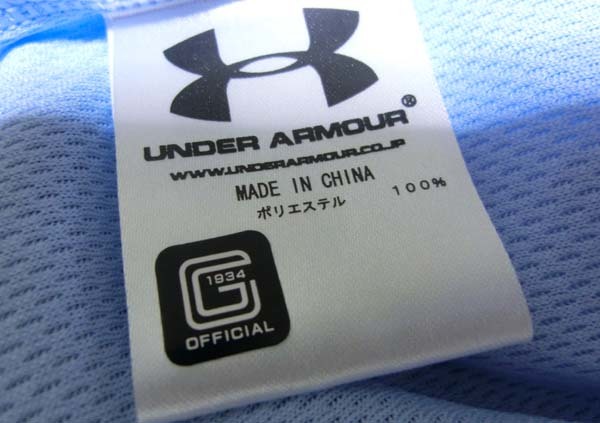 UNDER ARMOUR®
WWW.UNDERARMOUR.CO.JP
MADE IN CHINA
ポリエステル 100%
G
1934
OFFICIAL